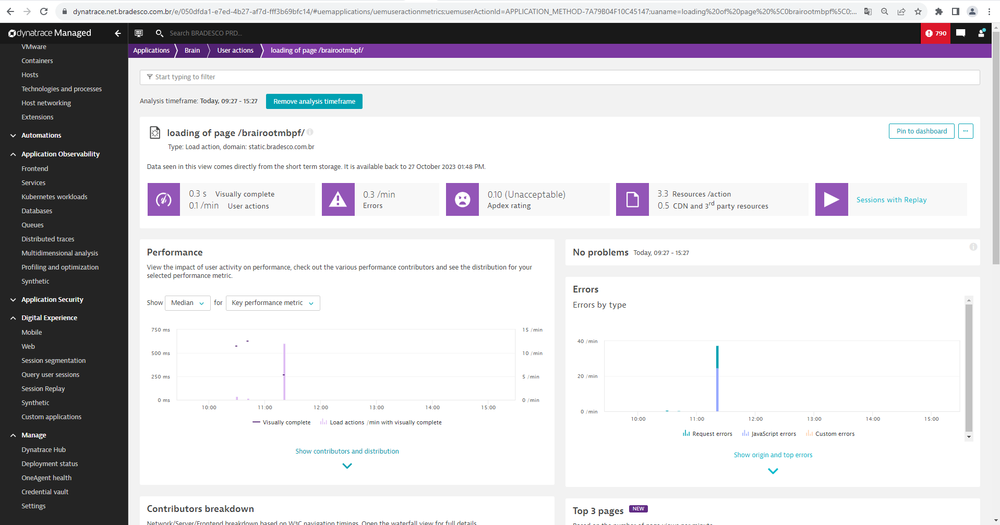 dynatrace.net.bradesco.com.br/e/050dfda1-e7ed-4b27-af7d-fff3b69bfc14/#uemapplications/uemuseractionmetrics;uemuserActionId=APPLICATION_METHOD-7A79B04F10C45147;uaname=loading%20of%20page%20%5C0brairootmbpf%5C0;...
dynatrace Managed
Search BRADESCO PRD...
790
VMware
Containers
Hosts
Technologies and processes
Host networking
Extensions
Automations
Application Observability
Frontend
Services
Kubernetes workloads
Databases
Queues
Distributed traces
Multidimensional analysis
Profiling and optimization
Synthetic
Application Security
Digital Experience
Mobile
Web
Session segmentation
Query user sessions
Session Replay
Synthetic
Custom applications
Manage
Dynatrace Hub
Deployment status
OneAgent health
Credential vault
Settings
Applications Brain User actions loading of page /brairootmbpf/
Start typing to filter
Analysis timeframe: Today, 09:27 - 15:27 Remove analysis timeframe
loading of page /brairootmbpf/
Type: Load action, domain: static.bradesco.com.br
Pin to dashboard ...
Data seen in this view comes directly from the short term storage. It is available back to 27 October 2023 01:48 PM.
0.3 s Visually complete
0.1 /min User actions
0.3 /min
Errors
0.10 (Unacceptable)
Apdex rating
3.3 Resources /action
0.5 CDN and 3rd party resources
Sessions with Replay
Performance
View the impact of user activity on performance, check out the various performance contributors and see the distribution for your
selected performance metric.
Show Median for Key performance metric
750 ms
500 ms
250 ms
0 ms
15 /min
10 /min
5 /min
0 /min
10:00 11:00 12:00 13:00 14:00 15:00
Visually complete Load actions /min with visually complete
Show contributors and distribution
No problems Today, 09:27 - 15:27
Errors
Errors by type
40 /min
20 /min
0 /min
10:00 11:00 12:00 13:00 14:00 15:00
Request errors JavaScript errors Custom errors
Show origin and top errors
Contributors breakdown
Network/Server/Frontend breakdown based on W3C navigation timings. Open the waterfall view for full details.
Top 3 pages NEW
Based on the number of page views per minute